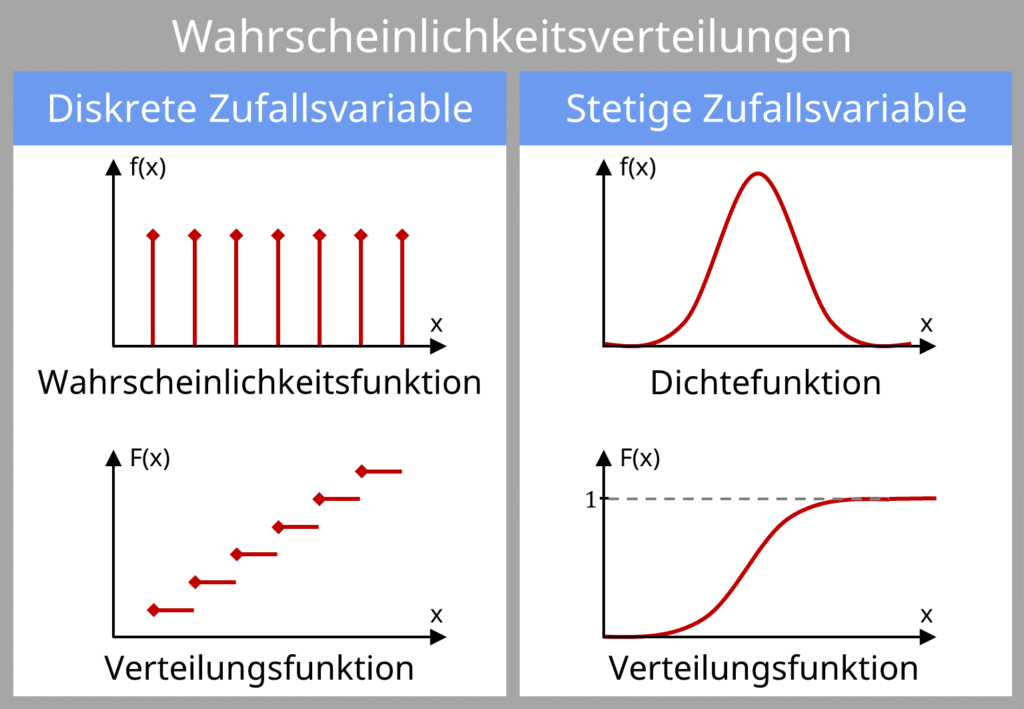 Wahrscheinlichkeitsverteilungen
Diskrete Zufallsvariable
f(x)
x
Wahrscheinlichkeitsfunktion
F(x)
x
Verteilungsfunktion
Stetige Zufallsvariable
f(x)
x
Dichtefunktion
F(x)
1
x
Verteilungsfunktion